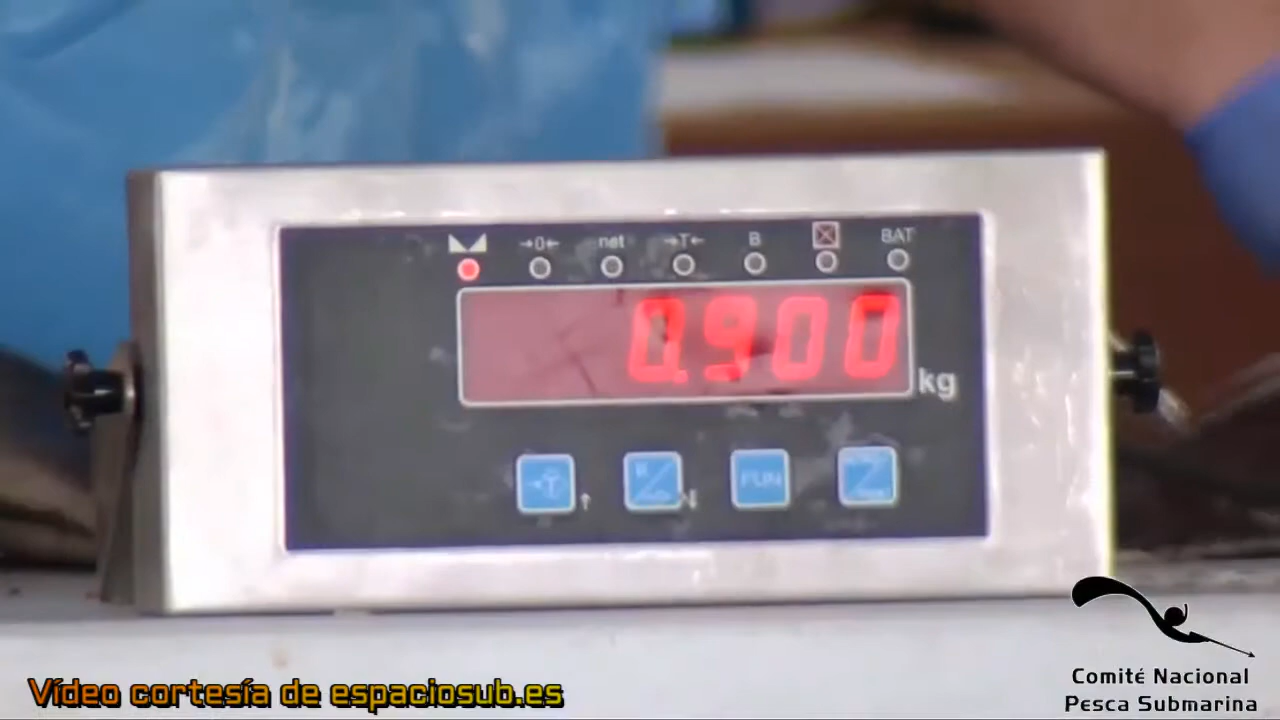 →0← net →T← B BAT
0.900
kg
FUN
Vídeo cortesía de espaciosub.es
Comité Nacional
Pesca Submarina